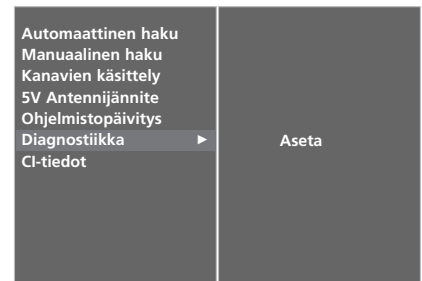 Automaattinen haku
Manuaalinen haku
Kanavien käsittely
5V Antennijännite
Ohjelmistopäivitys
Diagnostiikka ► Aseta
CI-tiedot